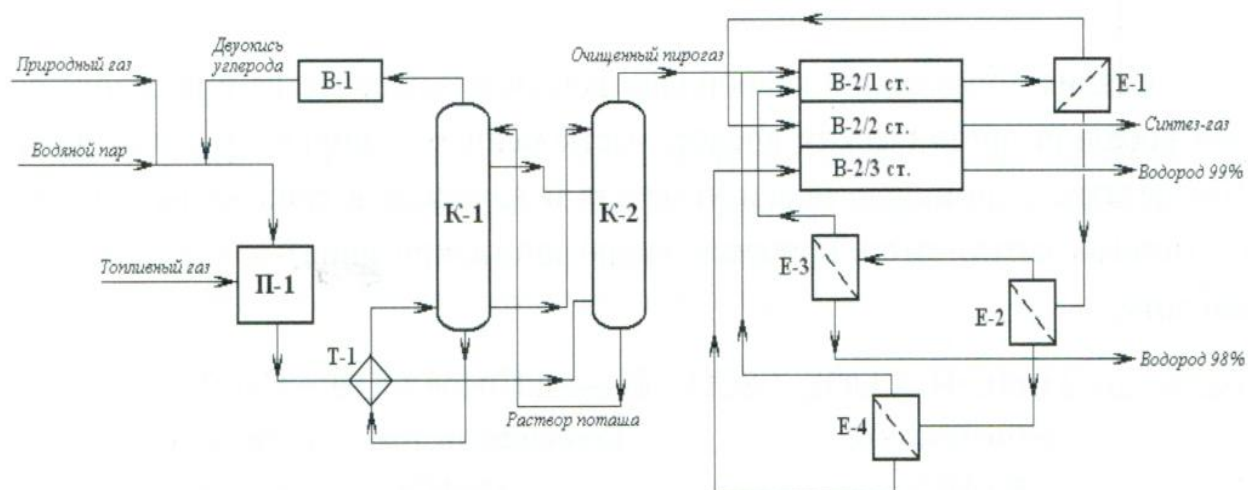 Природный газ
Двуокись
углерода
В-1
Очищенный пирогаз
В-2/1 ст.
Е-1
В-2/2 ст.
Синтез-газ
Водяной пар
В-2/3 ст.
Водород 99%
К-1
К-2
Топливный газ
П-1
Е-3
Е-2
Т-1
Водород 98%
Раствор поташа
Е-4